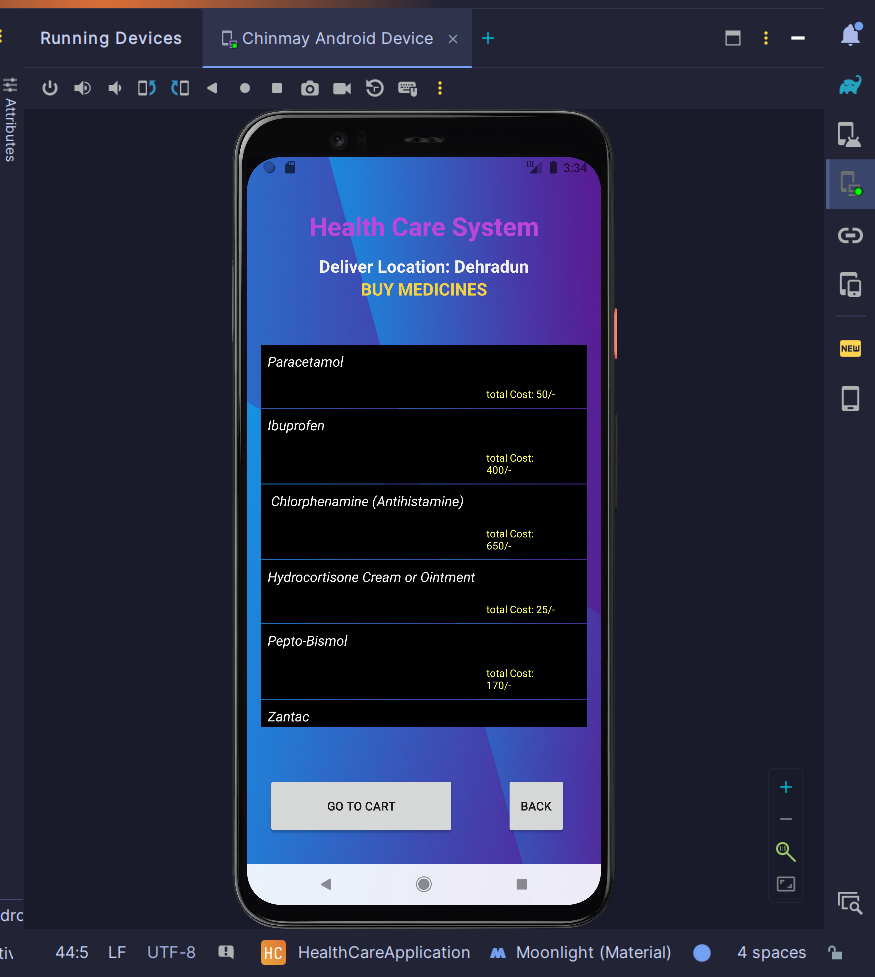 Running Devices
Chinmay Android Device
Attributes
LTE
3:34
Health Care System
Deliver Location: Dehradun
BUY MEDICINES
Paracetamol
total Cost: 50/-
Ibuprofen
total Cost:
400/-
Chlorphenamine (Antihistamine)
total Cost:
650/-
Hydrocortisone Cream or Ointment
total Cost: 25/-
Pepto-Bismol
total Cost:
170/-
Zantac
GO TO CART
BACK
NEW
1:1
dro
tiv
44:5
LF
UTF-8
HC
HealthCareApplication
Moonlight (Material)
4 spaces